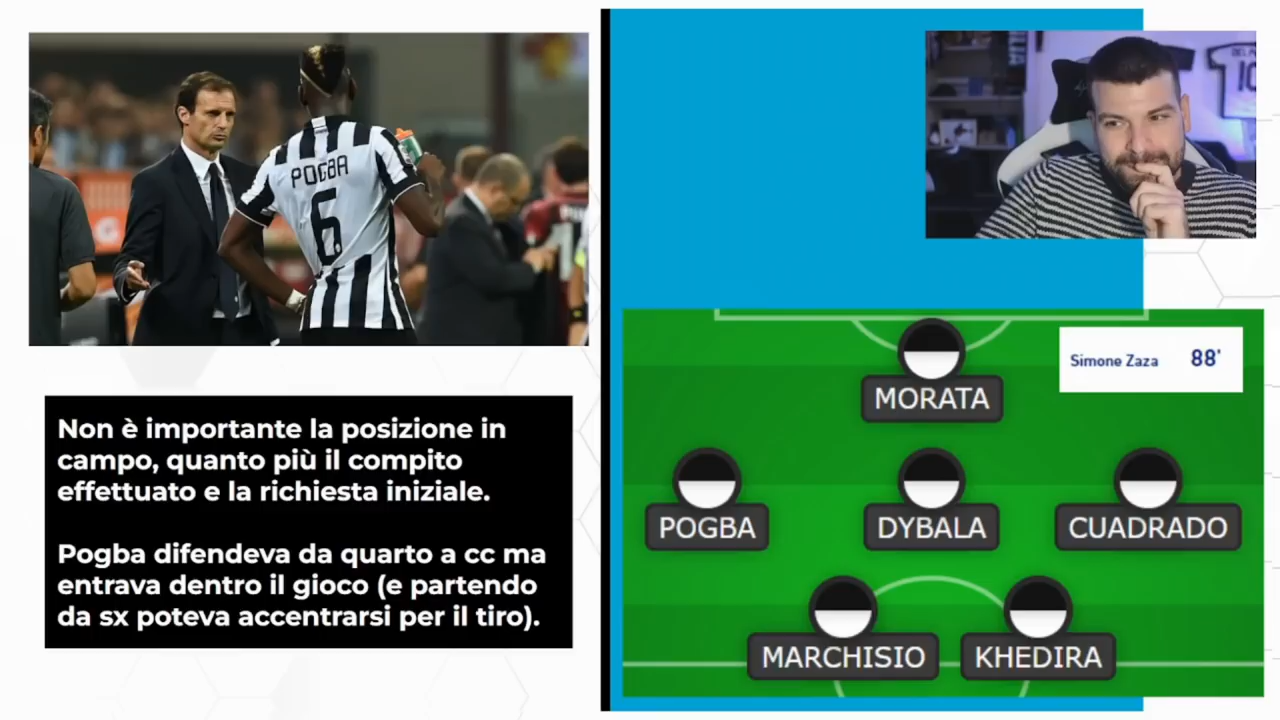 POGBA
6
Non è importante la posizione in
campo, quanto più il compito
effettuato e la richiesta iniziale.
Pogba difendeva da quarto a cc ma
entrava dentro il gioco (e partendo
da sx poteva accentrarsi per il tiro).
10
MORATA
Simone Zaza 88'
POGBA
DYBALA
CUADRADO
MARCHISIO
KHEDIRA